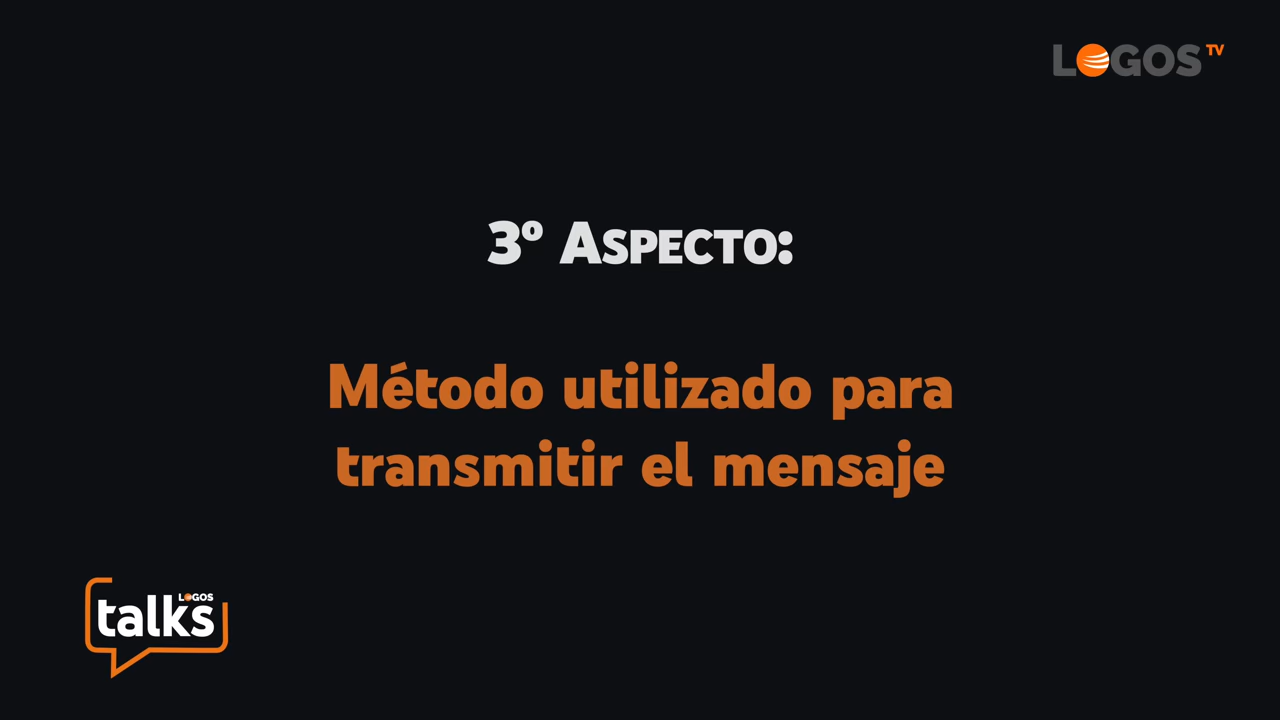 LOGOS TV
3º ASPECTO:
Método utilizado para
transmitir el mensaje
LOGOS
talks